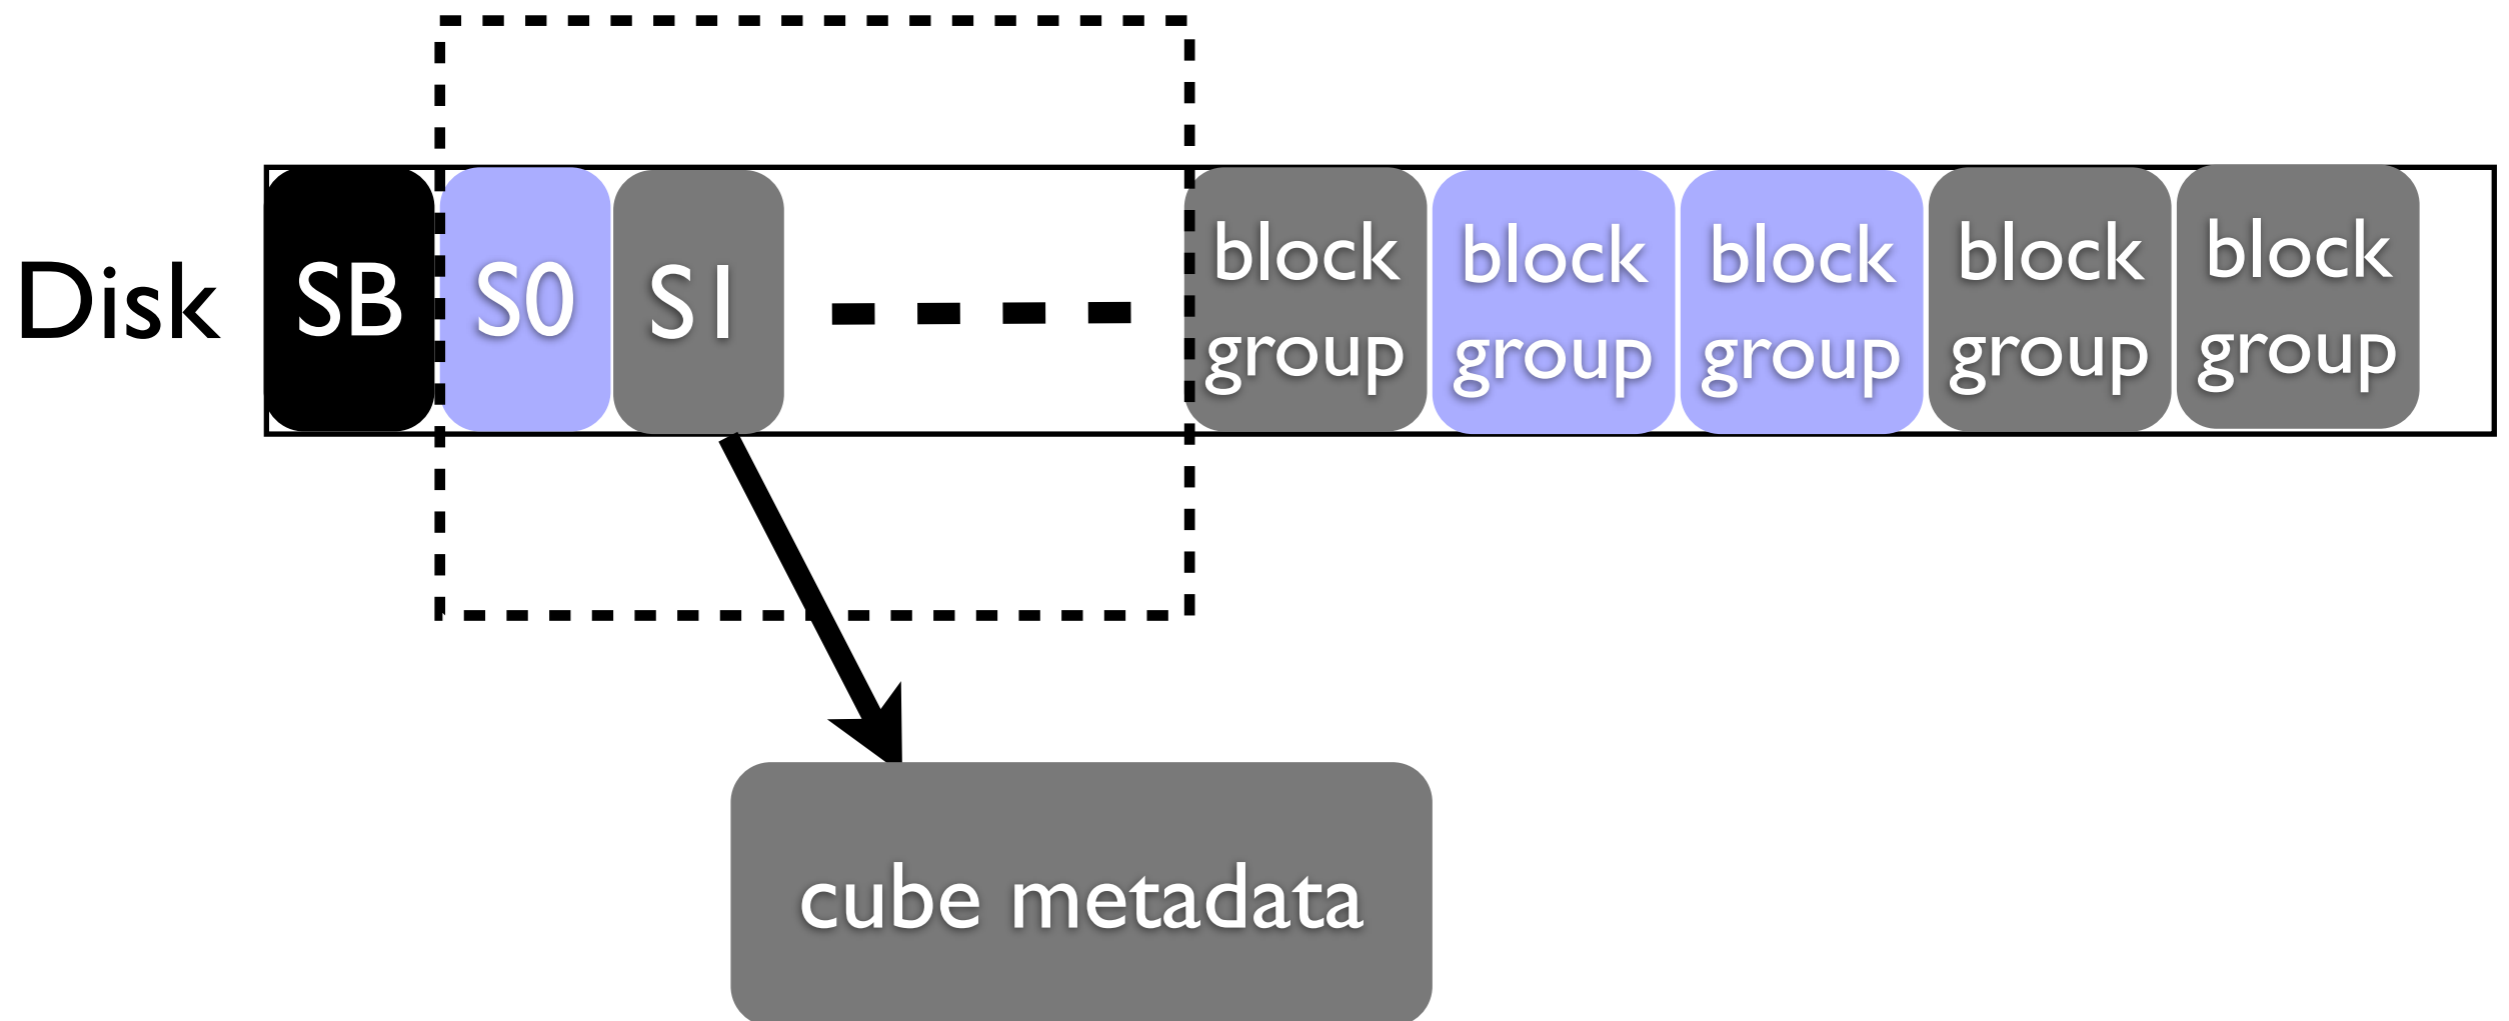 Disk
SB
S0
S1
block
group
block
group
block
group
block
group
block
group
cube metadata